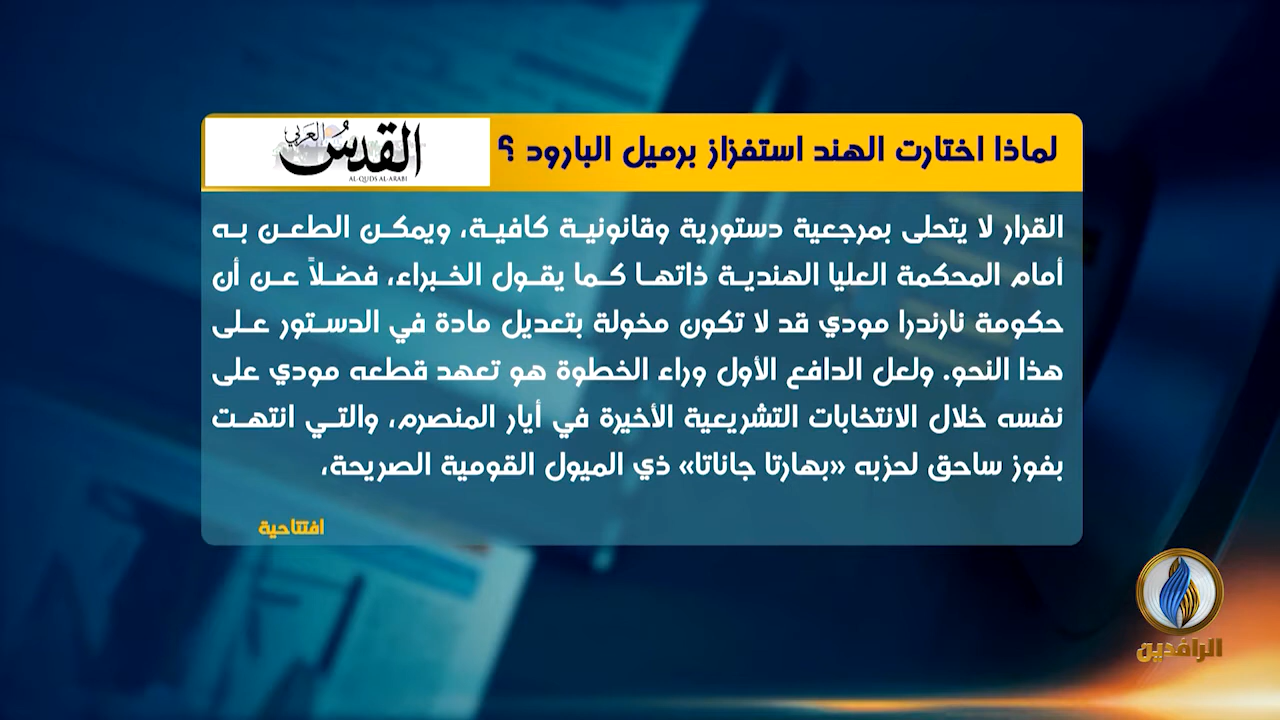 لماذا اختارت الهند استفزاز برميل البارود ؟
القدس العربي
AL-QUDS AL-ARABI
القرار لا يتحلى بمرجعية دستورية وقانونية كافية، ويمكن الطعن به
أمام المحكمة العليا الهندية ذاتها كما يقول الخبراء، فضلاً عن أن
حكومة نارندرا مودي قد لا تكون مخولة بتعديل مادة في الدستور على
هذا النحو. ولعل الدافع الأول وراء الخطوة هو تعهد قطعه مودي على
نفسه خلال الانتخابات التشريعية الأخيرة في أيار المنصرم، والتي انتهت
بفوز ساحق لحزبه «بهارتا جاناتا» ذي الميول القومية الصريحة،
افتتاحية
الرافدين